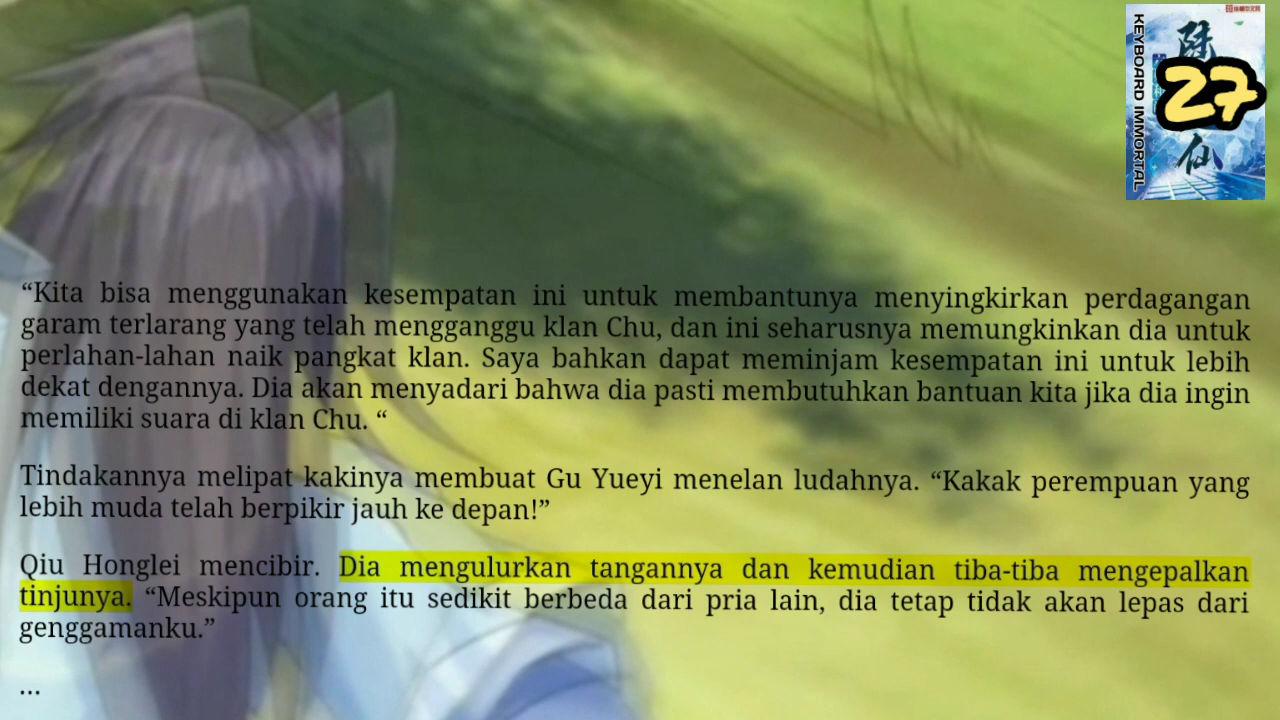 KEYBOARD IMMORTAL
陸
27
仙
“Kita bisa menggunakan kesempatan ini untuk membantunya menyingkirkan perdagangan
garam terlarang yang telah mengganggu klan Chu, dan ini seharusnya memungkinkan dia untuk
perlahan-lahan naik pangkat klan. Saya bahkan dapat meminjam kesempatan ini untuk lebih
dekat dengannya. Dia akan menyadari bahwa dia pasti membutuhkan bantuan kita jika dia ingin
memiliki suara di klan Chu. “
Tindakannya melipat kakinya membuat Gu Yueyi menelan ludahnya. “Kakak perempuan yang
lebih muda telah berpikir jauh ke depan!”
Qiu Honglei mencibir. Dia mengulurkan tangannya dan kemudian tiba-tiba mengepalkan
tinjunya. “Meskipun orang itu sedikit berbeda dari pria lain, dia tetap tidak akan lepas dari
genggamanku.”
...